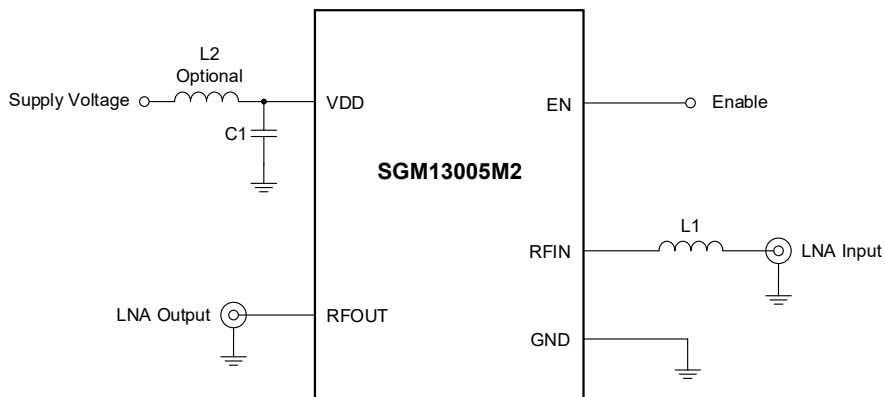 L2
Optional
Supply Voltage
VDD
EN
Enable
C1
SGM13005M2
L1
RFIN
LNA Input
LNA Output
RFOUT
GND